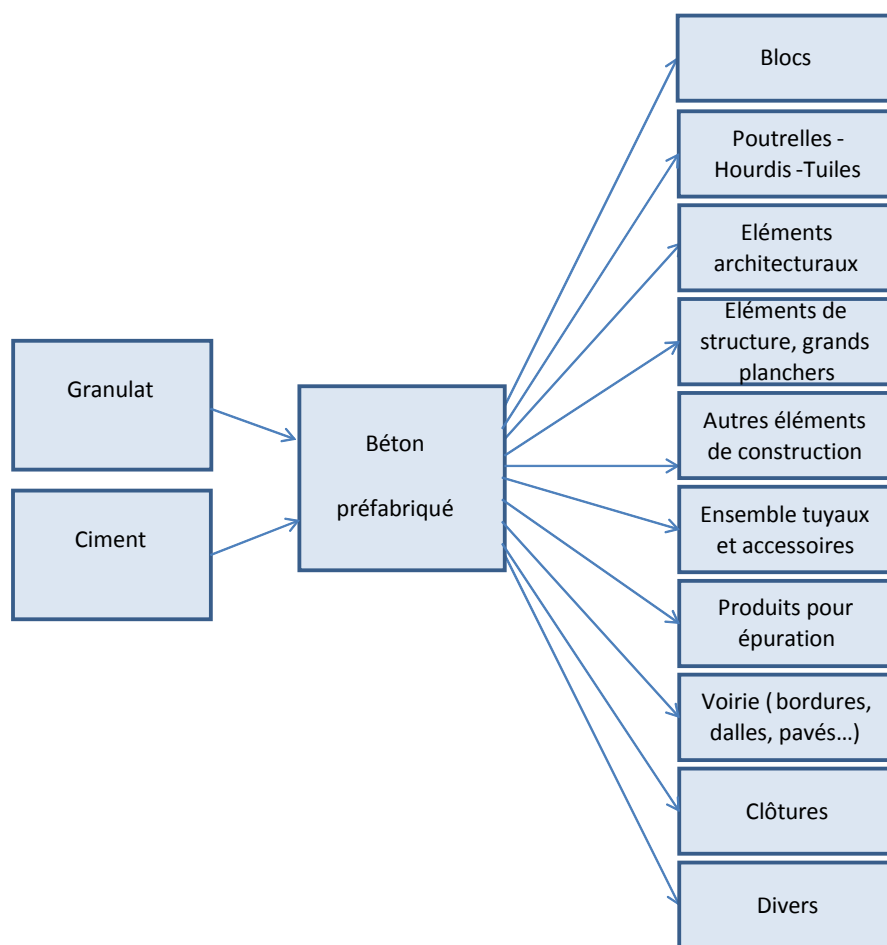 Granulat
Ciment
Béton
préfabriqué
Blocs
Poutrelles -
Hourdis -Tuiles
Eléments
architecturaux
Eléments de
structure, grands
planchers
Autres éléments
de construction
Ensemble tuyaux
et accessoires
Produits pour
épuration
Voirie ( bordures,
dalles, pavés…)
Clôtures
Divers